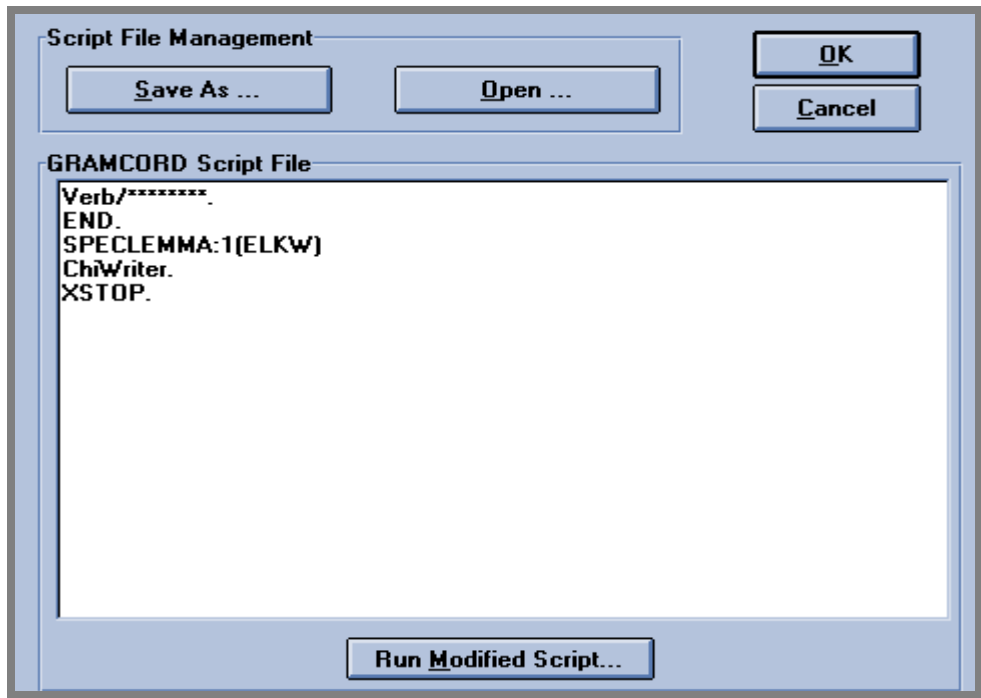 Script File Management
Save As ...
Open ...
OK
Cancel
GRAMCORD Script File
Verb/********.
END.
SPECLEMMA:1(ELKW)
ChiWriter.
XSTOP.
Run Modified Script...